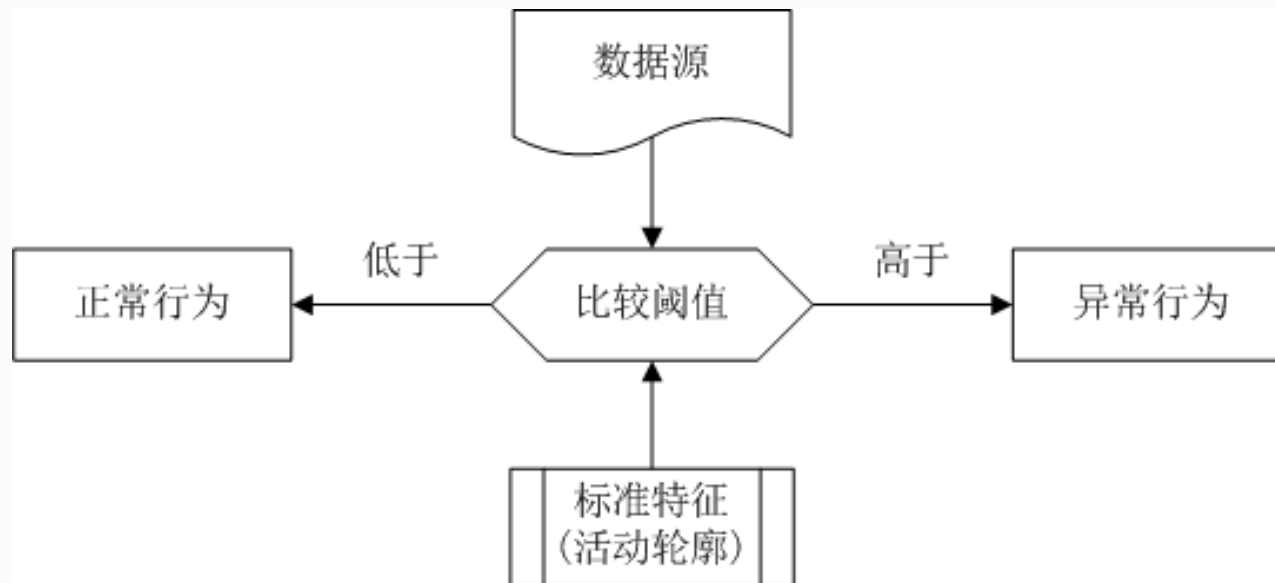 数据源
低于
高于
正常行为
比较阈值
异常行为
标准特征
(活动轮廓)